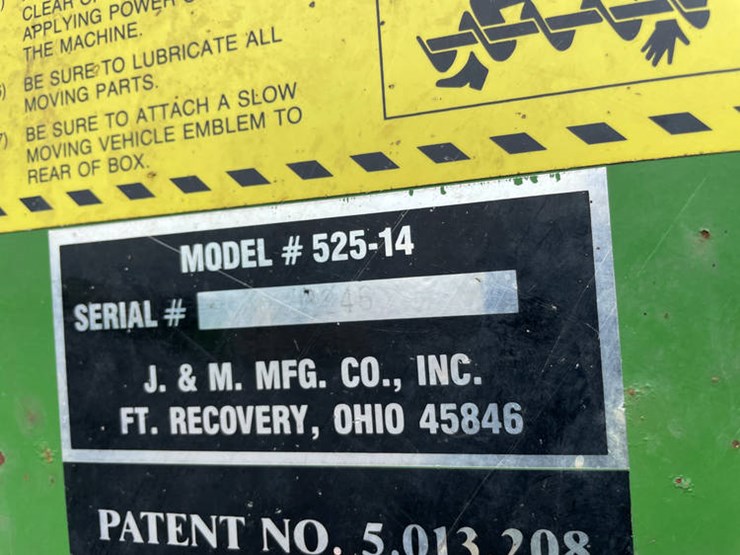 CLEAR
APPLYING POWER
THE MACHINE.
BE SURE TO LUBRICATE ALL
MOVING PARTS.
BE SURE TO ATTACH A SLOW
MOVING VEHICLE EMBLEM TO
REAR OF BOX.
MODEL # 525-14
SERIAL #
J. & M. MFG. CO., INC.
FT. RECOVERY, OHIO 45846
PATENT NO. 5,013,208